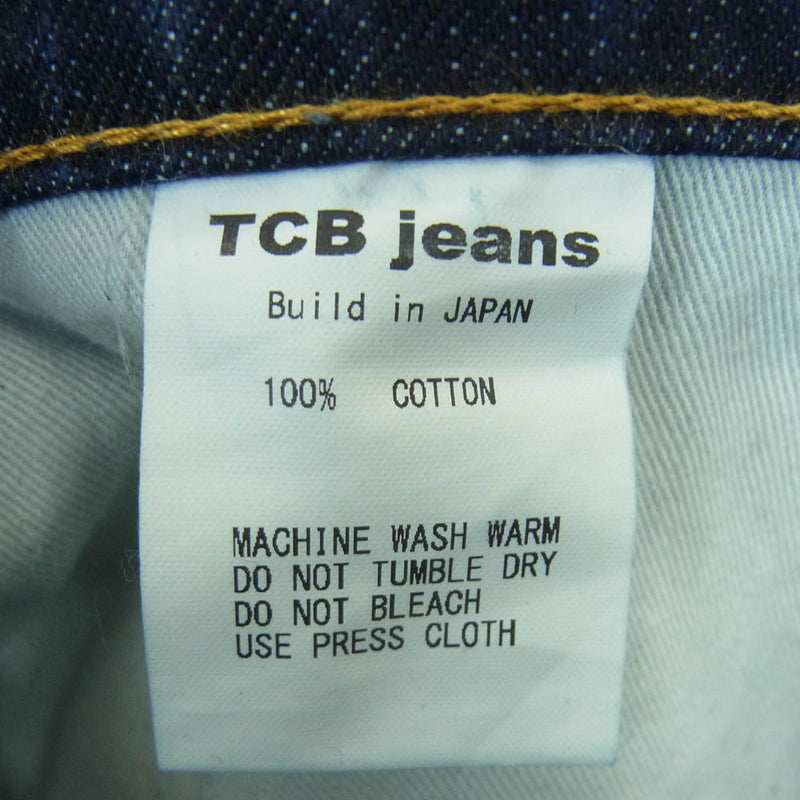 TCB jeans
Build in JAPAN
100% COTTON
MACHINE WASH WARM
DO NOT TUMBLE DRY
DO NOT BLEACH
USE PRESS CLOTH